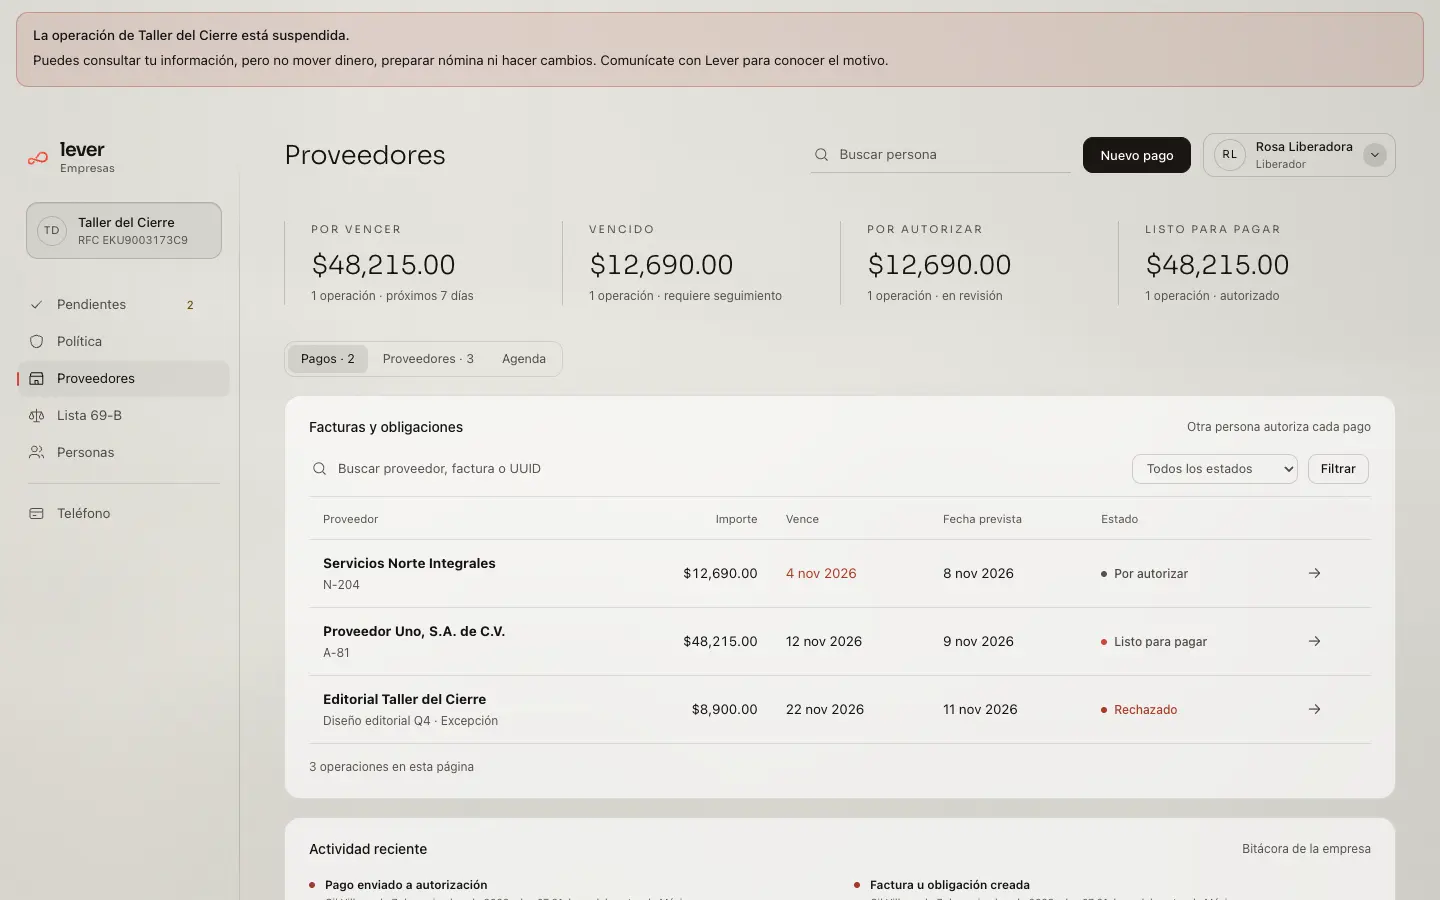 La operación de Taller del Cierre está suspendida.
Puedes consultar tu información, pero no mover dinero, preparar nómina ni hacer cambios. Comunícate con Lever para conocer el motivo.
lever
Empresas
TD
Taller del Cierre
RFC EKU9003173C9
Pendientes 2
Política
Proveedores
Lista 69-B
Personas
Teléfono
Proveedores
Buscar persona
Nuevo pago
RL
Rosa Liberadora
Liberador
POR VENCER
$48,215.00
1 operación · próximos 7 días
VENCIDO
$12,690.00
1 operación · requiere seguimiento
POR AUTORIZAR
$12,690.00
1 operación · en revisión
LISTO PARA PAGAR
$48,215.00
1 operación · autorizado
Pagos · 2 Proveedores · 3 Agenda
Facturas y obligaciones
Otra persona autoriza cada pago
Buscar proveedor, factura o UUID
Todos los estados
Filtrar
Proveedor Importe Vence Fecha prevista Estado
Servicios Norte Integrales
N-204
$12,690.00 4 nov 2026 8 nov 2026 Por autorizar
Proveedor Uno, S.A. de C.V.
A-81
$48,215.00 12 nov 2026 9 nov 2026 Listo para pagar
Editorial Taller del Cierre
Diseño editorial Q4 · Excepción
$8,900.00 22 nov 2026 11 nov 2026 Rechazado
3 operaciones en esta página
Actividad reciente
Bitácora de la empresa
Pago enviado a autorización
Factura u obligación creada